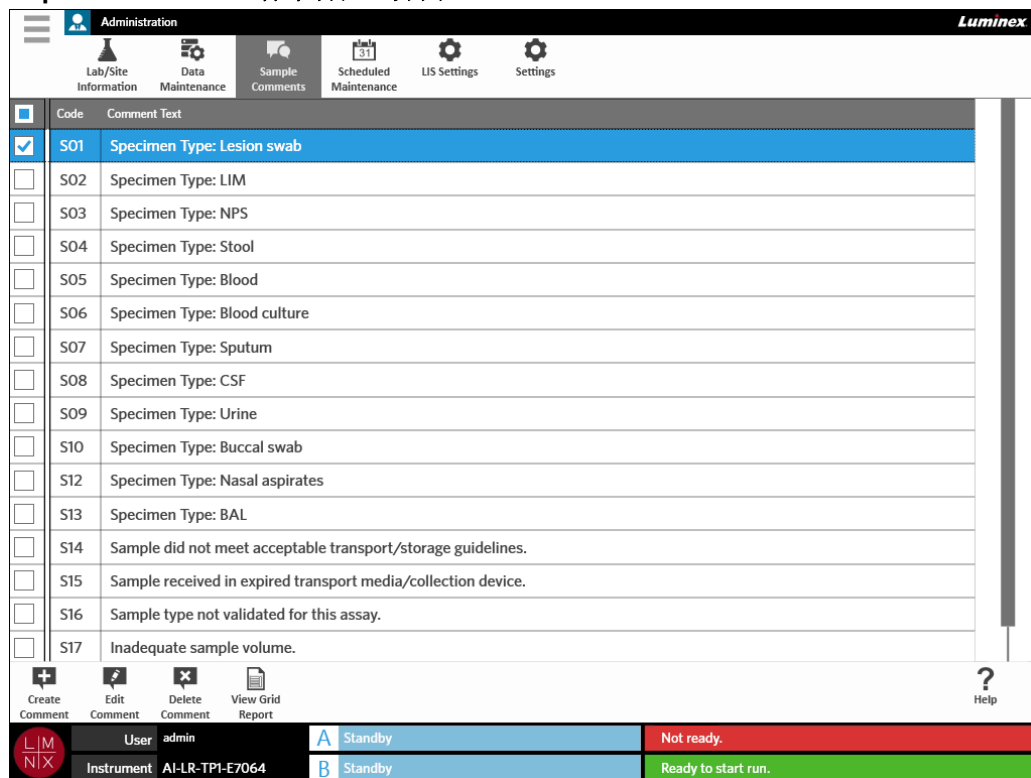 Administration
Luminex
Lab/Site Information
Data Maintenance
Sample Comments
31
Scheduled Maintenance
LIS Settings
Settings
Code Comment Text
S01 Specimen Type: Lesion swab
S02 Specimen Type: LIM
S03 Specimen Type: NPS
S04 Specimen Type: Stool
S05 Specimen Type: Blood
S06 Specimen Type: Blood culture
S07 Specimen Type: Sputum
S08 Specimen Type: CSF
S09 Specimen Type: Urine
S10 Specimen Type: Buccal swab
S12 Specimen Type: Nasal aspirates
S13 Specimen Type: BAL
S14 Sample did not meet acceptable transport/storage guidelines.
S15 Sample received in expired transport media/collection device.
S16 Sample type not validated for this assay.
S17 Inadequate sample volume.
Create Comment
Edit Comment
Delete Comment
View Grid Report
? Help
LMNX
User admin A Standby Not ready.
Instrument AI-LR-TP1-E7064 B Standby Ready to start run.